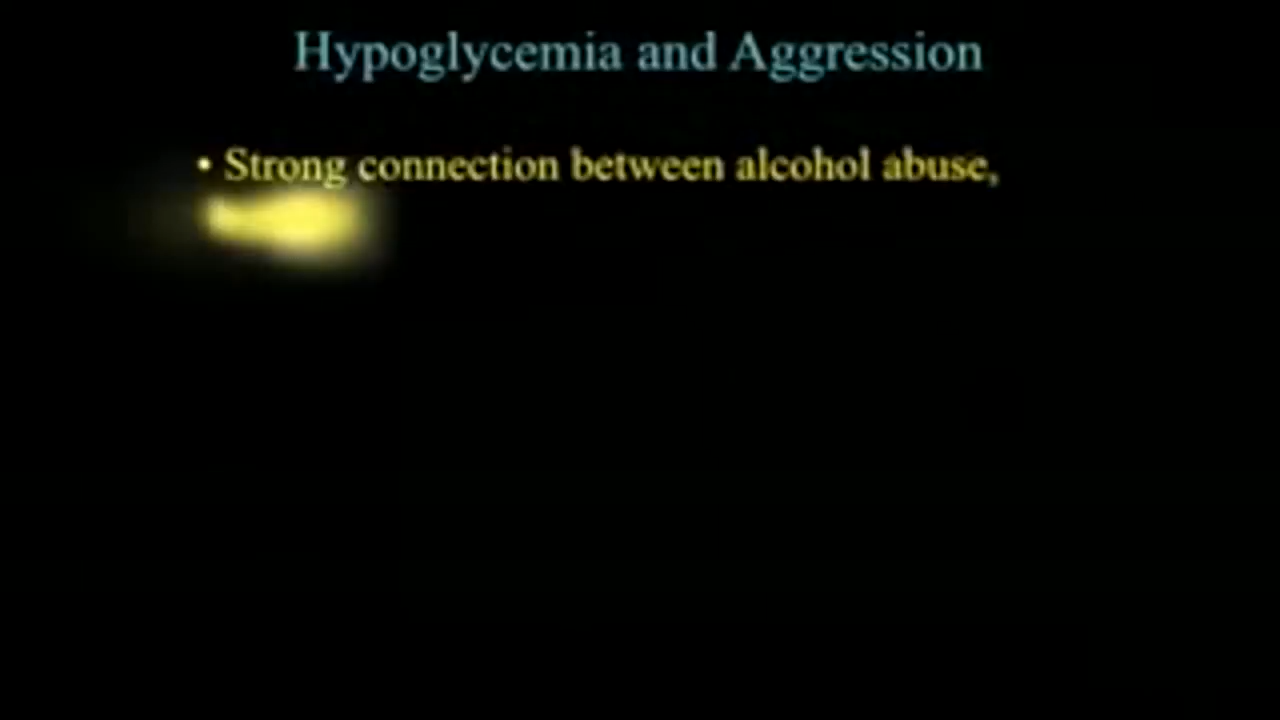 Hypoglycemia and Aggression
• Strong connection between alcohol abuse,